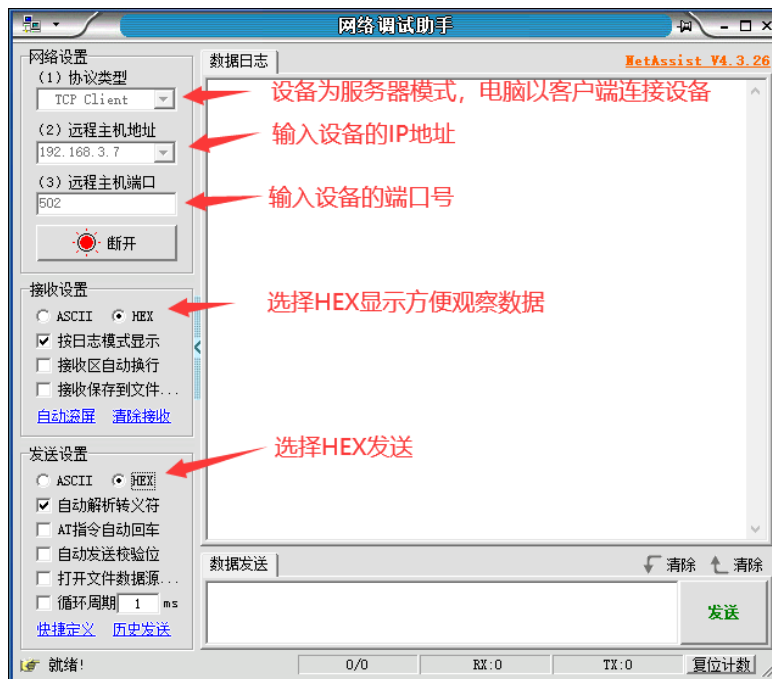 网络调试助手
网络设置
(1) 协议类型
TCP Client
(2) 远程主机地址
192.168.3.7
(3) 远程主机端口
502
断开
接收设置
ASCII HEX
按日志模式显示
接收区自动换行
接收保存到文件...
自动滚屏 清除接收
发送设置
ASCII HEX
自动解析转义符
AT指令自动回车
自动发送校验位
打开文件数据源...
循环周期 1 ms
快捷定义 历史发送
数据日志
NetAssist V4.3.26
设备为服务器模式，电脑以客户端连接设备
输入设备的IP地址
输入设备的端口号
选择HEX显示方便观察数据
选择HEX发送
数据发送
清除 清除
发送
就绪!
0/0
RX:0
TX:0
复位计数